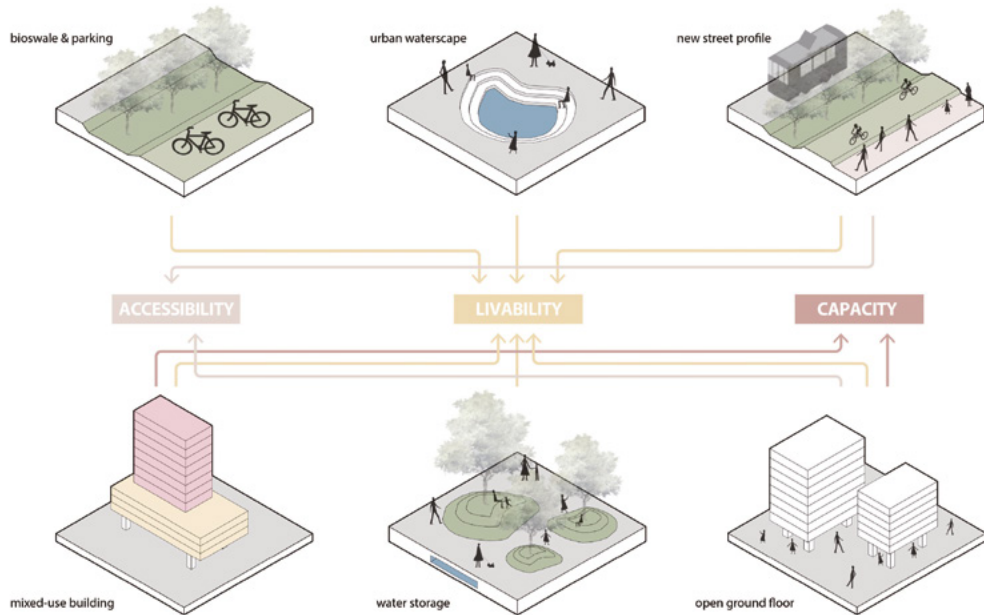 bioswale & parking
urban waterscape
new street profile
ACCESSIBILITY
LIVABILITY
CAPACITY
mixed-use building
water storage
open ground floor